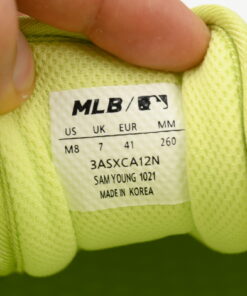 MLB /
US UK EUR MM
M8 7 41 260
3ASXCA12N
SAM YOUNG 1021
MADE IN KOREA